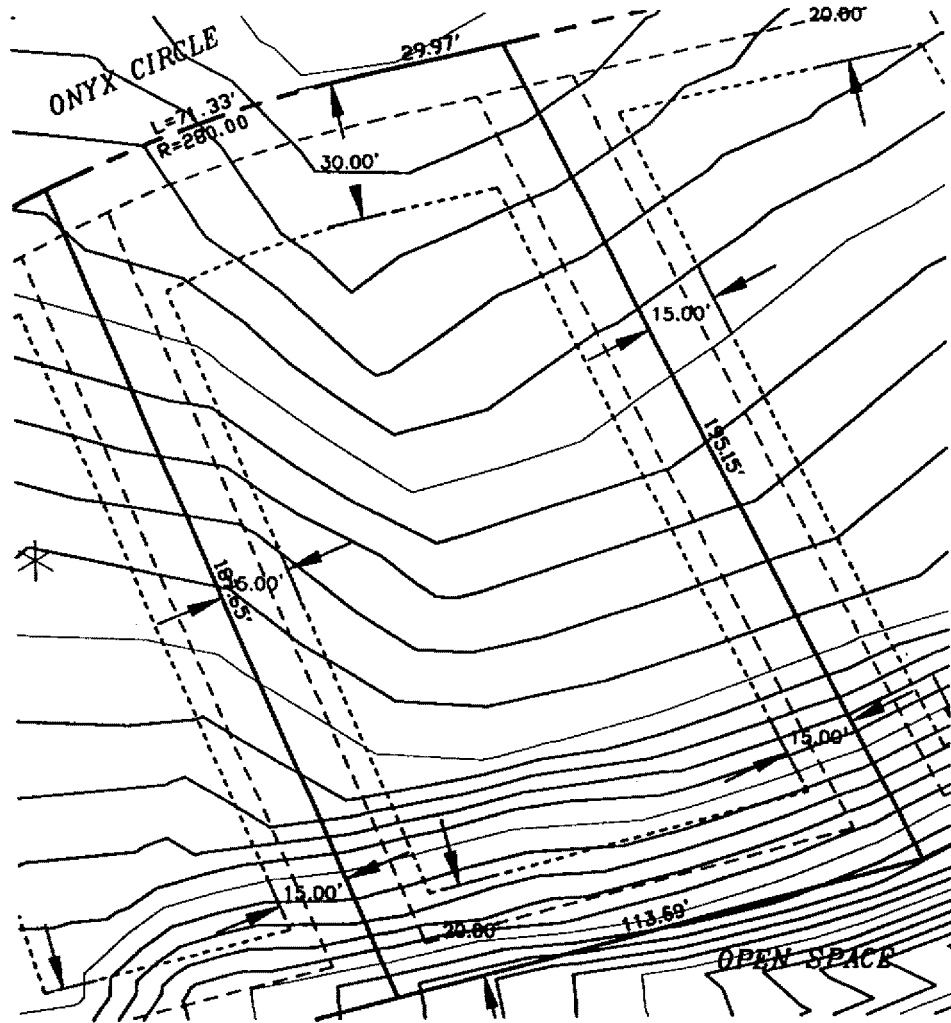 20.00'
ONYX CIRCLE
29.97'
L=71.33'
R=280.00
30.00'
15.00'
195.15'
15.00'
15.00'
15.00'
20.00'
113.69'
OPEN SPACE